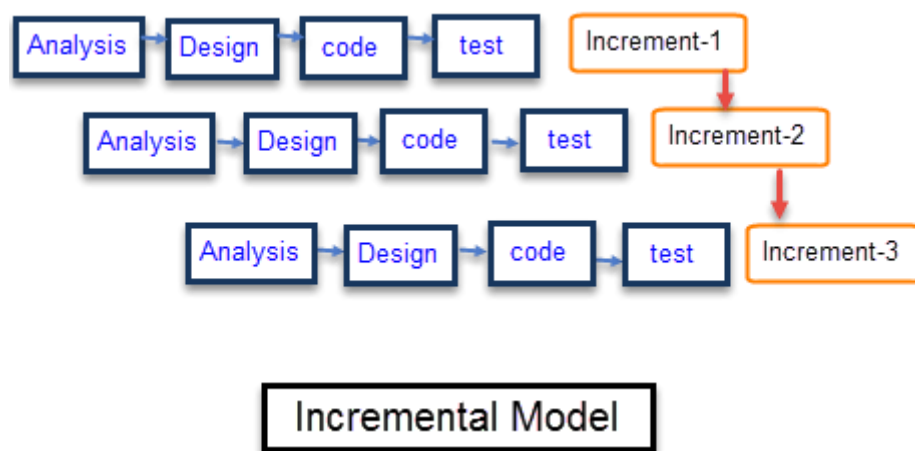 Analysis Design code test Increment-1
Analysis Design code test Increment-2
Analysis Design code test Increment-3
Incremental Model